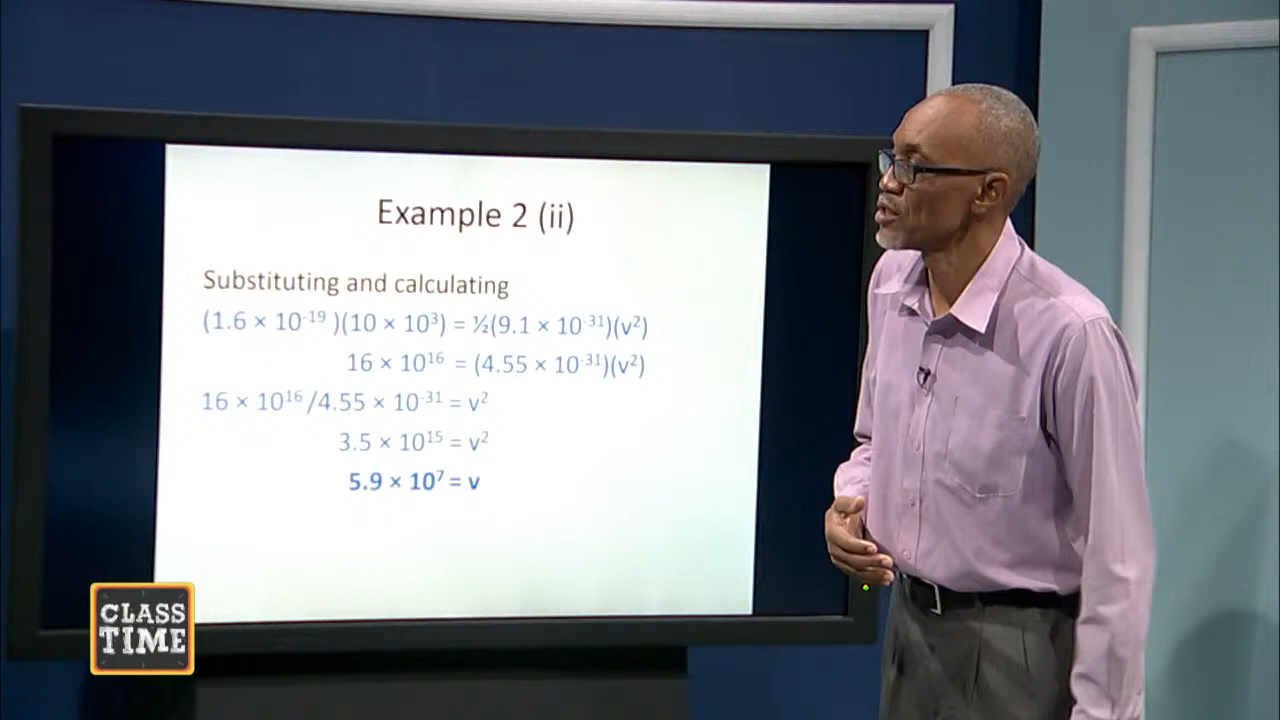 Example 2 (ii)
Substituting and calculating
(1.6 × 10⁻¹⁹ )(10 × 10³) = ½(9.1 × 10⁻³¹)(v²)
16 × 10¹⁶ = (4.55 × 10⁻³¹)(v²)
16 × 10¹⁶ /4.55 × 10⁻³¹ = v²
3.5 × 10¹⁵ = v²
5.9 × 10⁷ = v
CLASS
TIME